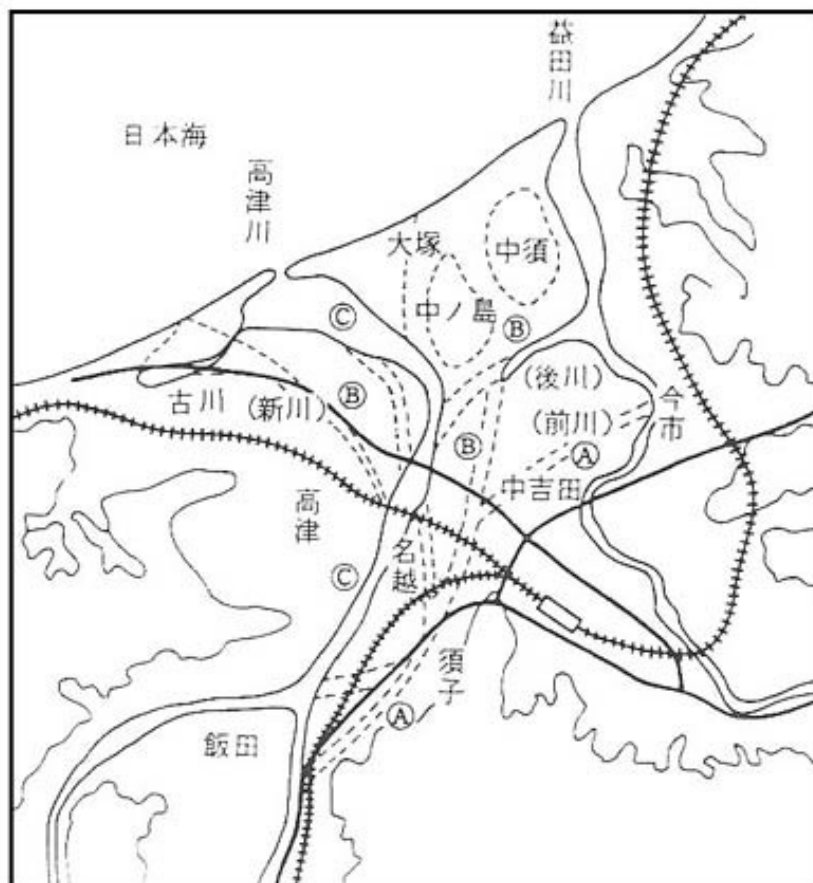 益田川
日本海
高津川
大塚
中須
中ノ島
Ⓒ
Ⓑ
(後川)
今市
古川
(新川)
Ⓑ
Ⓑ
(前川)
Ⓐ
中吉田
高津
名越
Ⓒ
須子
Ⓐ
飯田